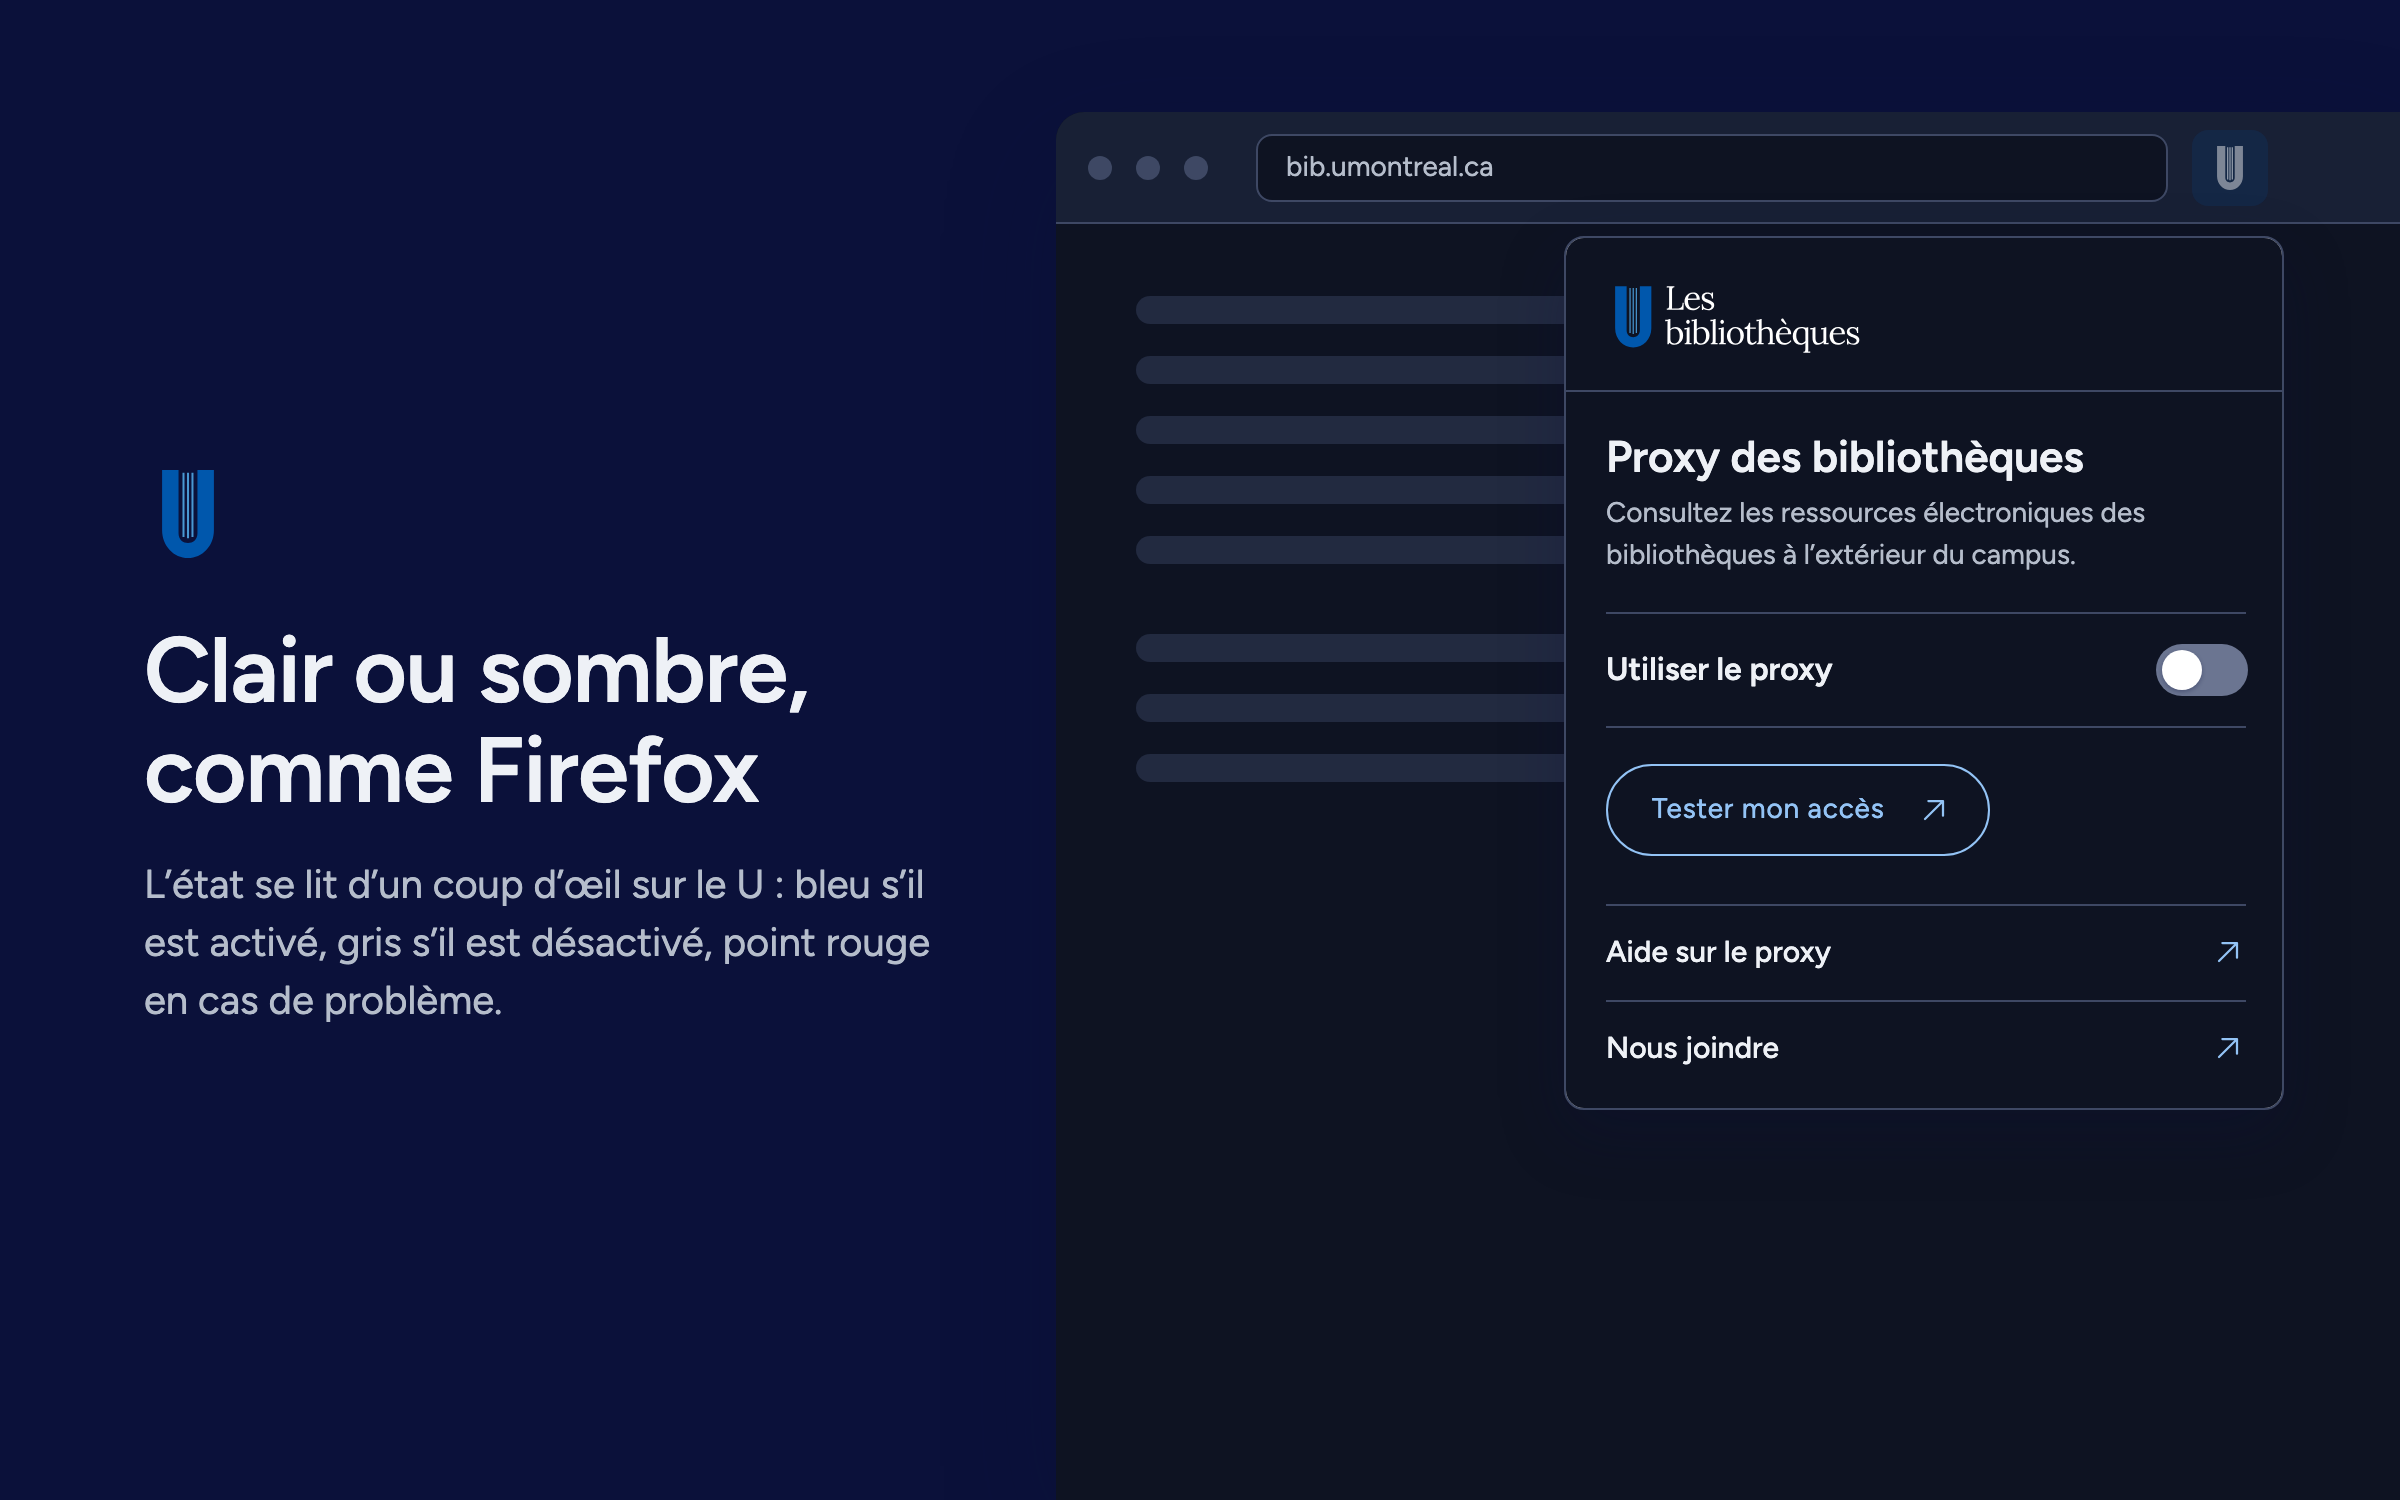 Clair ou sombre,
comme Firefox
L’état se lit d’un coup d’œil sur le U : bleu s’il
est activé, gris s’il est désactivé, point rouge
en cas de problème.
bib.umontreal.ca
Les
bibliothèques
Proxy des bibliothèques
Consultez les ressources électroniques des
bibliothèques à l’extérieur du campus.
Utiliser le proxy
Tester mon accès
Aide sur le proxy
Nous joindre